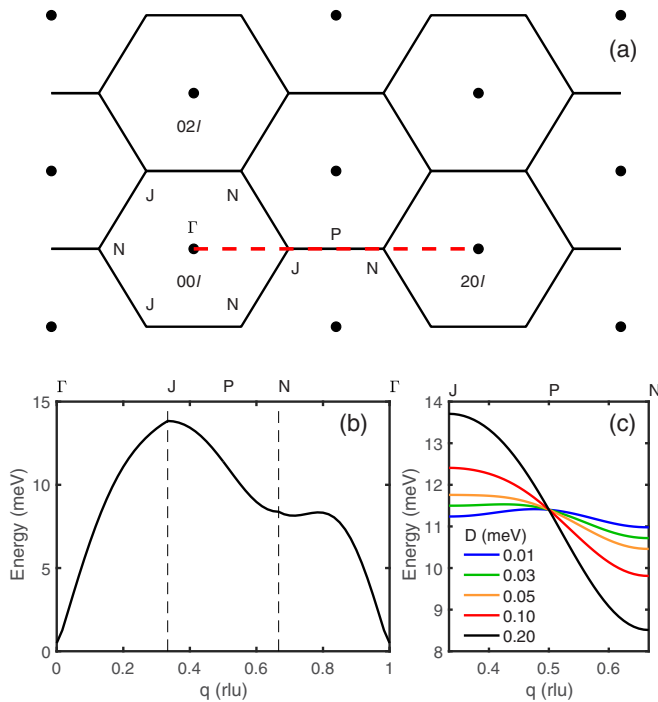 (a)
02l
J N
Γ P
N
00l J N 20l
J N
Γ J P N Γ
15
10
5
0
Energy (meV)
(b)
0 0.2 0.4 0.6 0.8 1
q (rlu)
J P N
14
13
12
11
10
9
8
Energy (meV)
(c)
D (meV)
0.01
0.03
0.05
0.10
0.20
0.4 0.5 0.6
q (rlu)